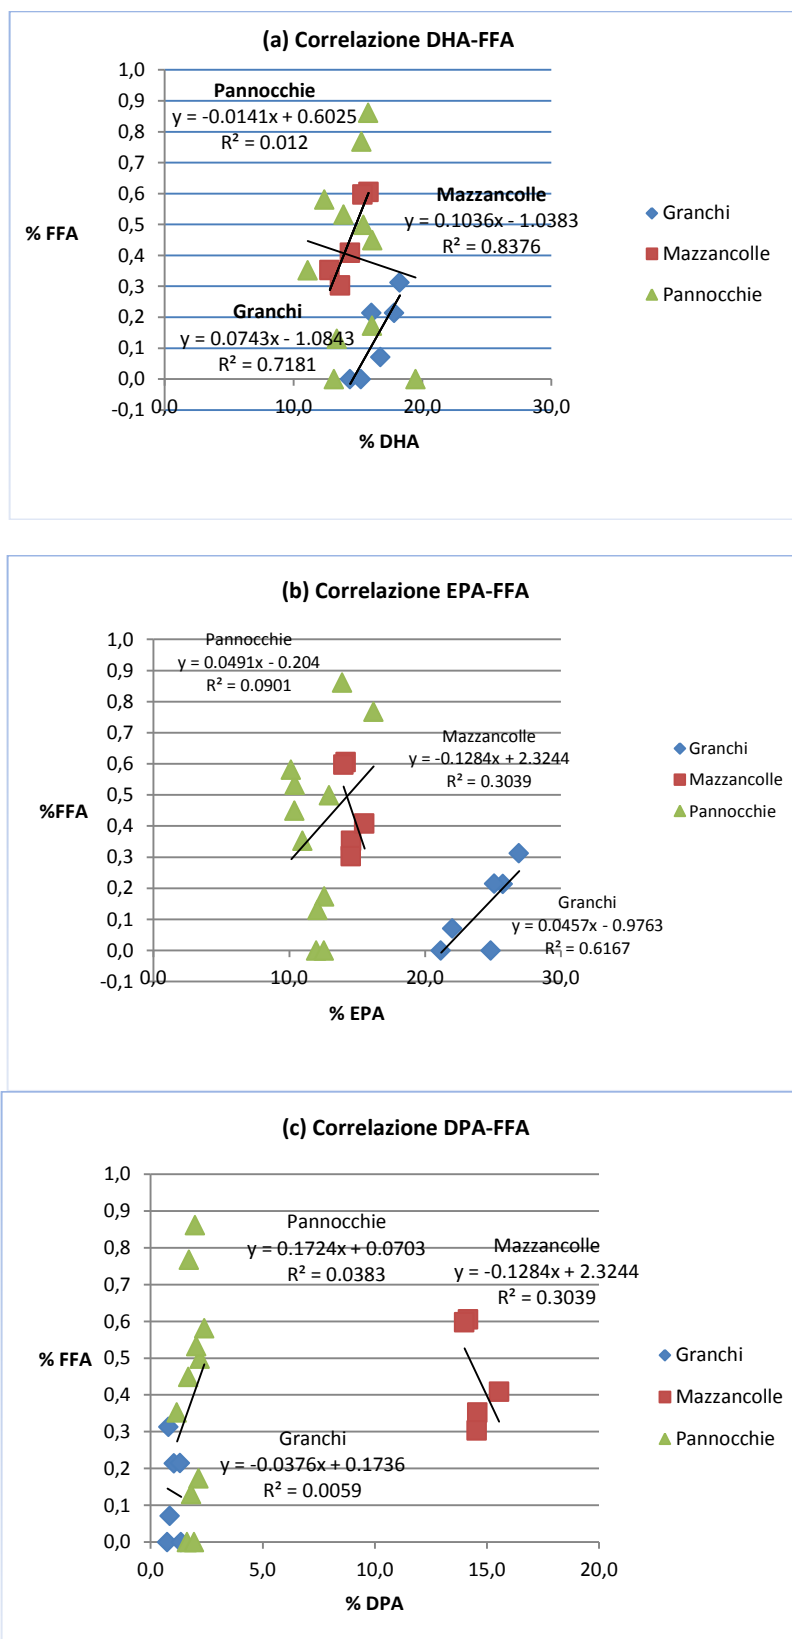 (a) Correlazione DHA-FFA
1,0
0,9
0,8
0,7
0,6
0,5
0,4
0,3
0,2
0,1
0,0
-0,1
% FFA
Pannocchie
y = -0.0141x + 0.6025
R² = 0.012
Mazzancolle
y = 0.1036x - 1.0383
R² = 0.8376
Granchi
y = 0.0743x - 1.0843
R² = 0.7181
0,0 10,0 20,0 30,0
% DHA
Granchi
Mazzancolle
Pannocchie
(b) Correlazione EPA-FFA
1,0
0,9
0,8
0,7
0,6
0,5
0,4
0,3
0,2
0,1
0,0
-0,1
%FFA
Pannocchie
y = 0.0491x - 0.204
R² = 0.0901
Mazzancolle
y = -0.1284x + 2.3244
R² = 0.3039
Granchi
y = 0.0457x - 0.9763
R² = 0.6167
0,0 10,0 20,0 30,0
% EPA
Granchi
Mazzancolle
Pannocchie
(c) Correlazione DPA-FFA
1,0
0,9
0,8
0,7
0,6
0,5
0,4
0,3
0,2
0,1
0,0
% FFA
Pannocchie
y = 0.1724x + 0.0703
R² = 0.0383
Mazzancolle
y = -0.1284x + 2.3244
R² = 0.3039
Granchi
y = -0.0376x + 0.1736
R² = 0.0059
0,0 5,0 10,0 15,0 20,0
% DPA
Granchi
Mazzancolle
Pannocchie